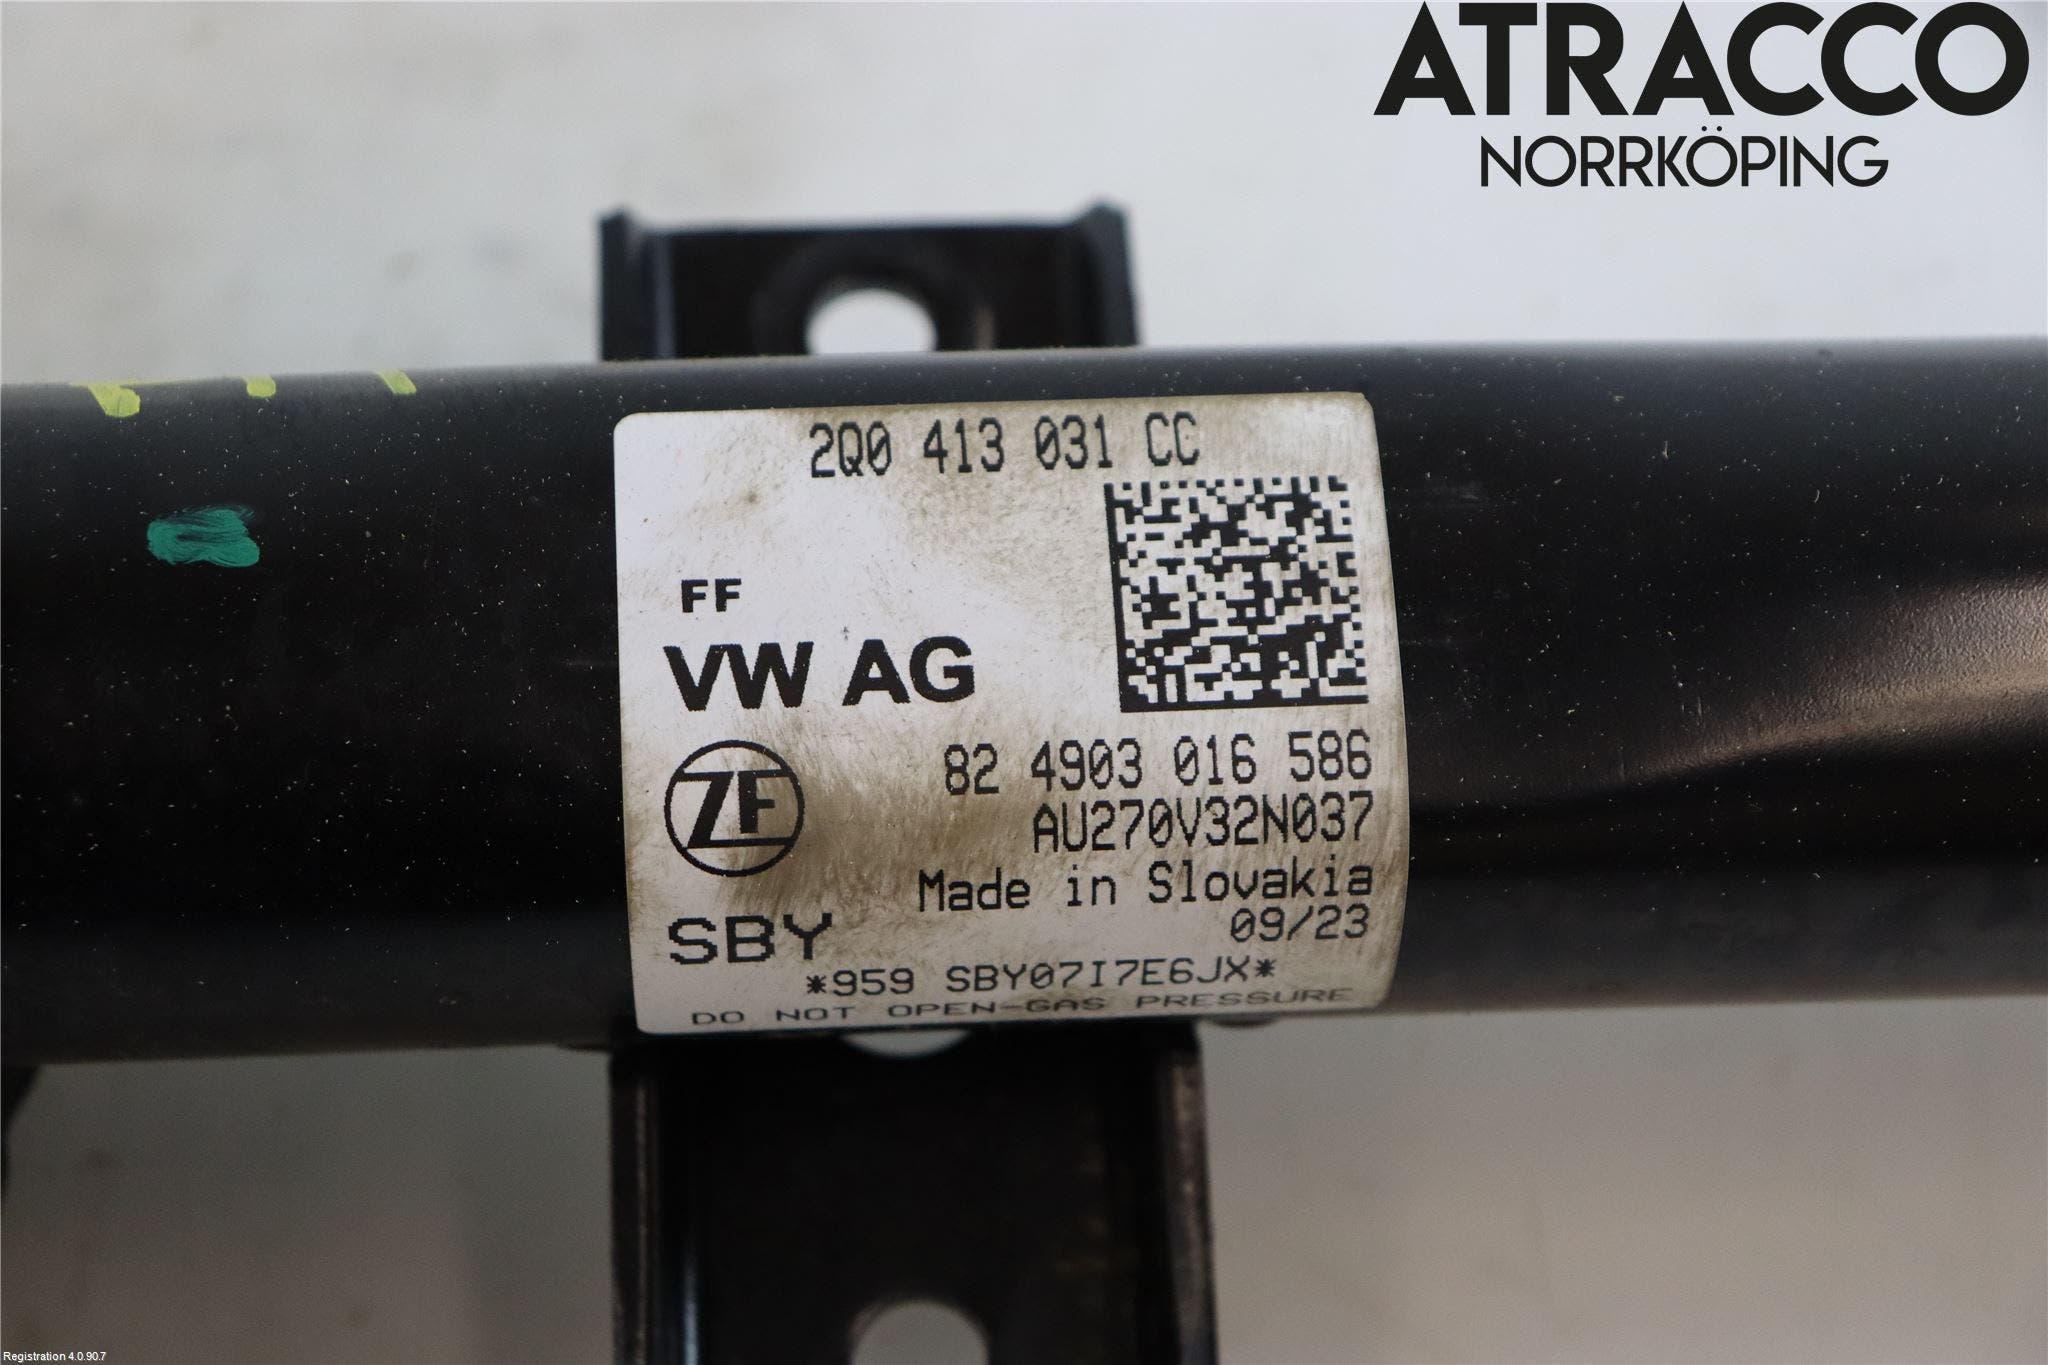 ATRACCO
NORRKÖPING
2Q0 413 031 CC
FF
VW AG
ZF
82 4903 016 586
AU270V32N037
Made in Slovakia
SBY
09/23
*959 SBY07I7E6JX*
DO NOT OPEN-GAS PRESSURE
Registration 4.0.90.7